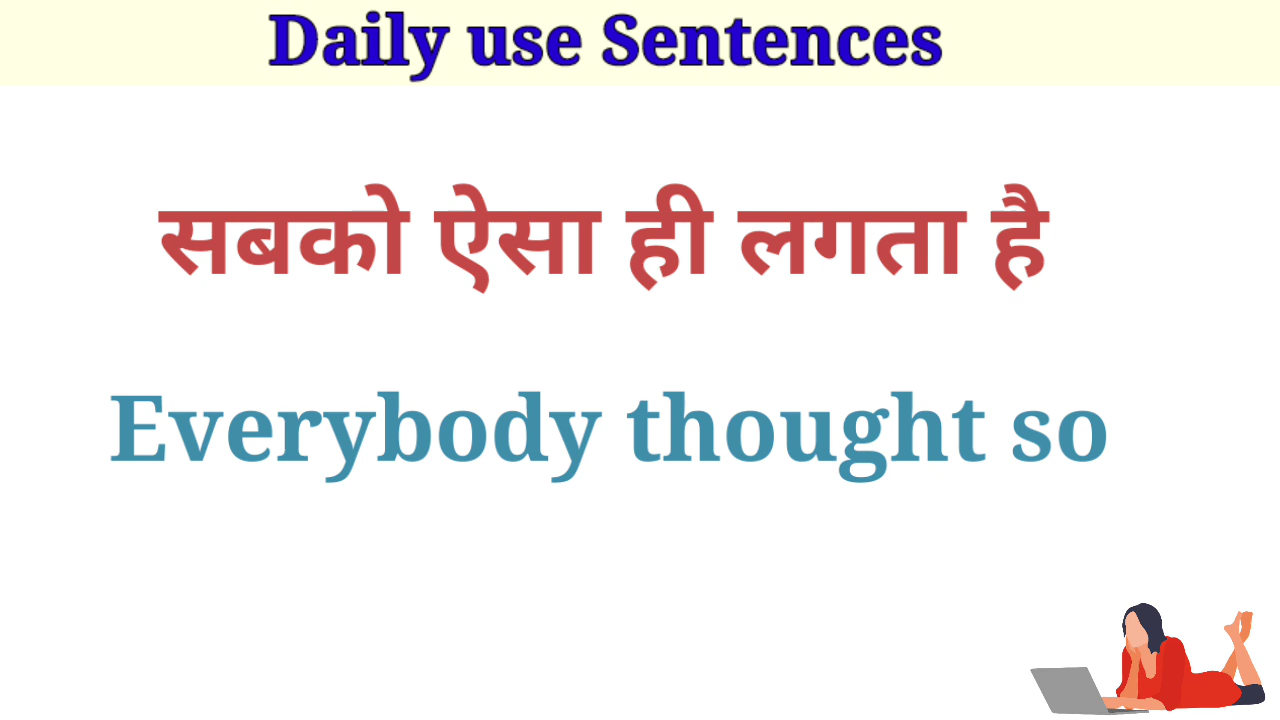 Daily use Sentences
सबको ऐसा ही लगता है
Everybody thought so